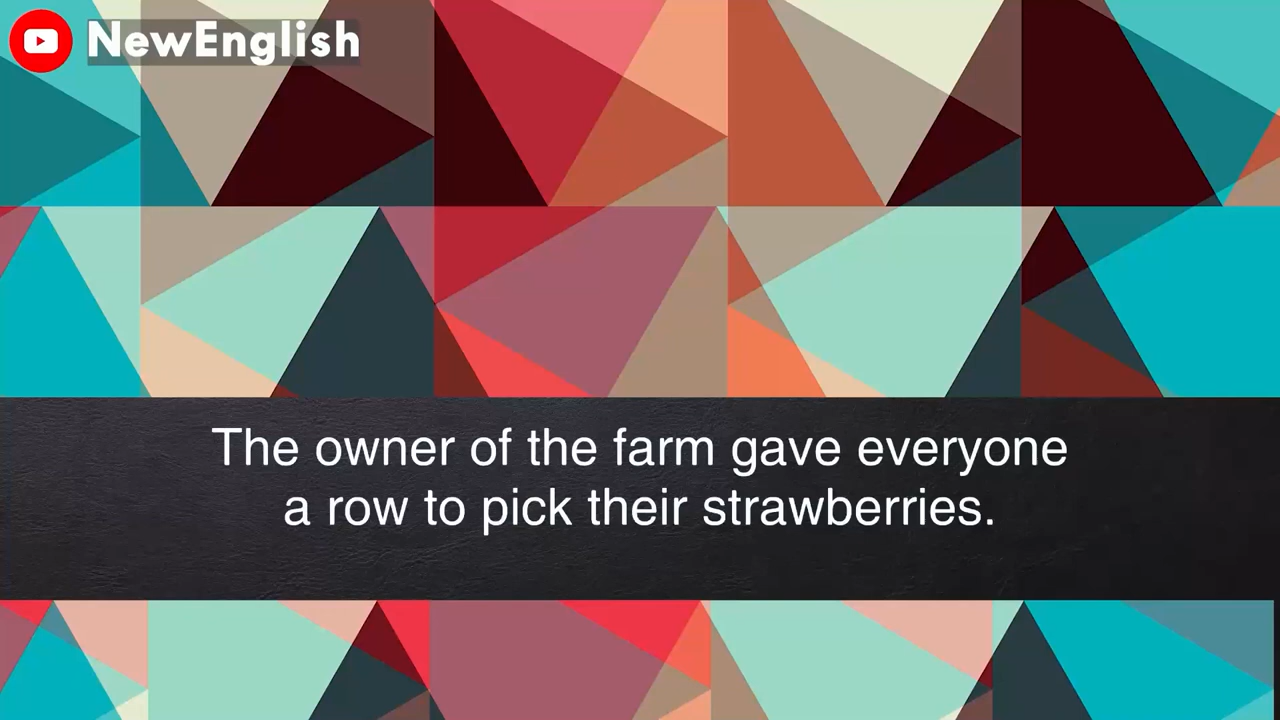 NewEnglish
The owner of the farm gave everyone
a row to pick their strawberries.